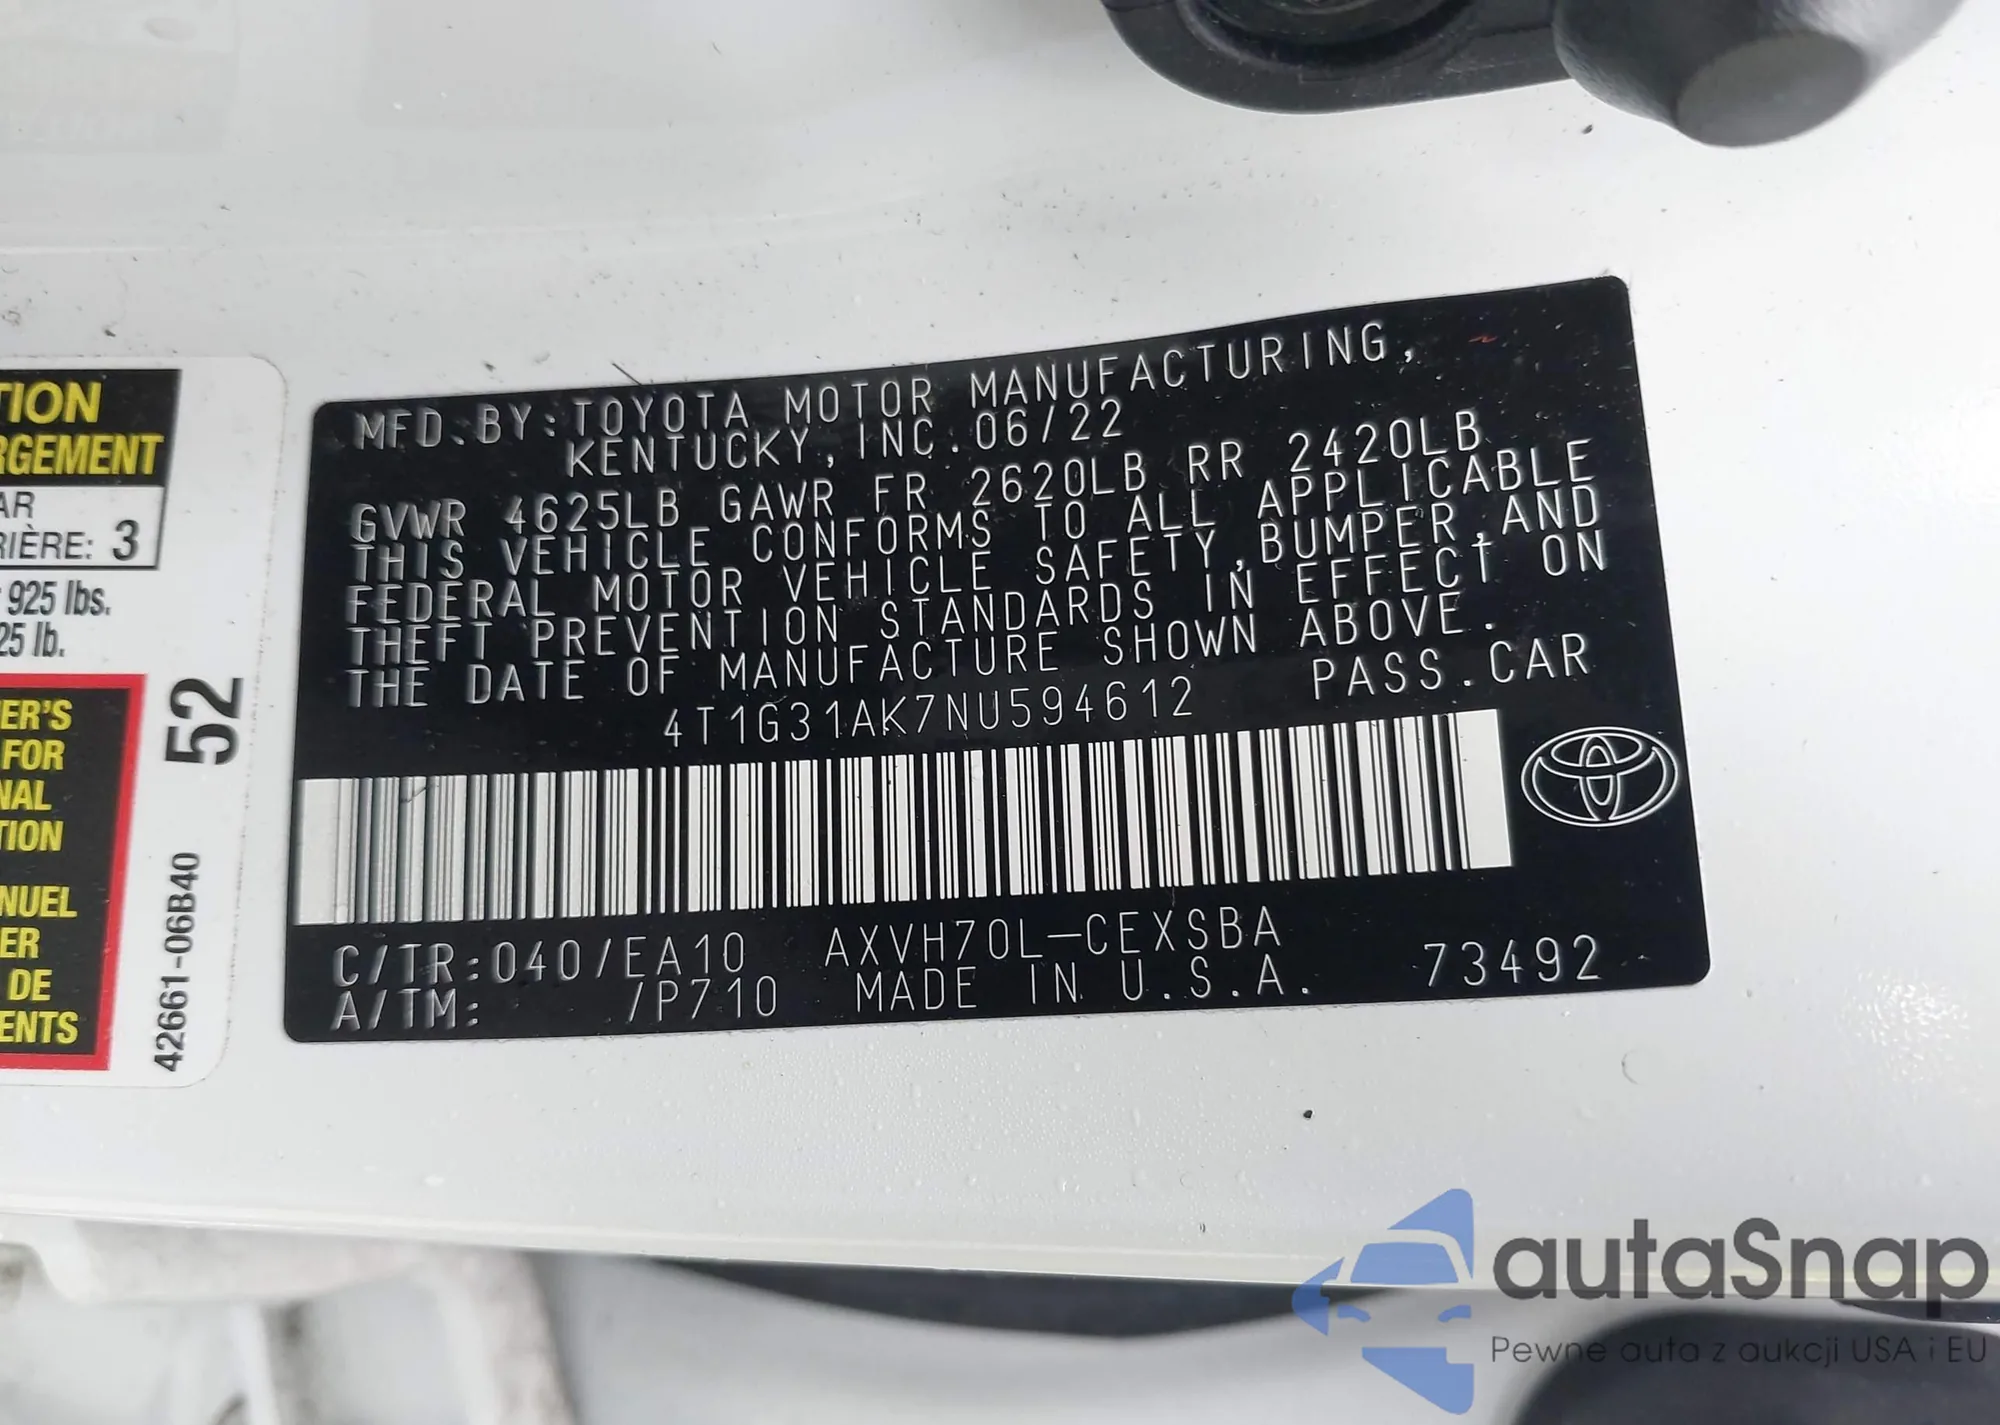 TION
RGEMENT
AR
RIÈRE: 3
925 lbs.
25 lb.
ER'S
FOR
NAL
TION
NUEL
ER
DE
ENTS
52
42661-06B40
MFD.BY:TOYOTA MOTOR MANUFACTURING,
KENTUCKY, INC. 06/22
GVWR 4625LB GAWR FR 2620LB RR 2420LB
THIS VEHICLE CONFORMS TO ALL APPLICABLE
FEDERAL MOTOR VEHICLE SAFETY,BUMPER,AND
THEFT PREVENTION STANDARDS IN EFFECT ON
THE DATE OF MANUFACTURE SHOWN ABOVE.
4T1G31AK7NU594612 PASS.CAR
C/TR:040/EA10 AXVH70L-CEXSBA
A/TM: /P710 MADE IN U.S.A. 73492
autaSnap
Pewne auta z aukcji USA i EU